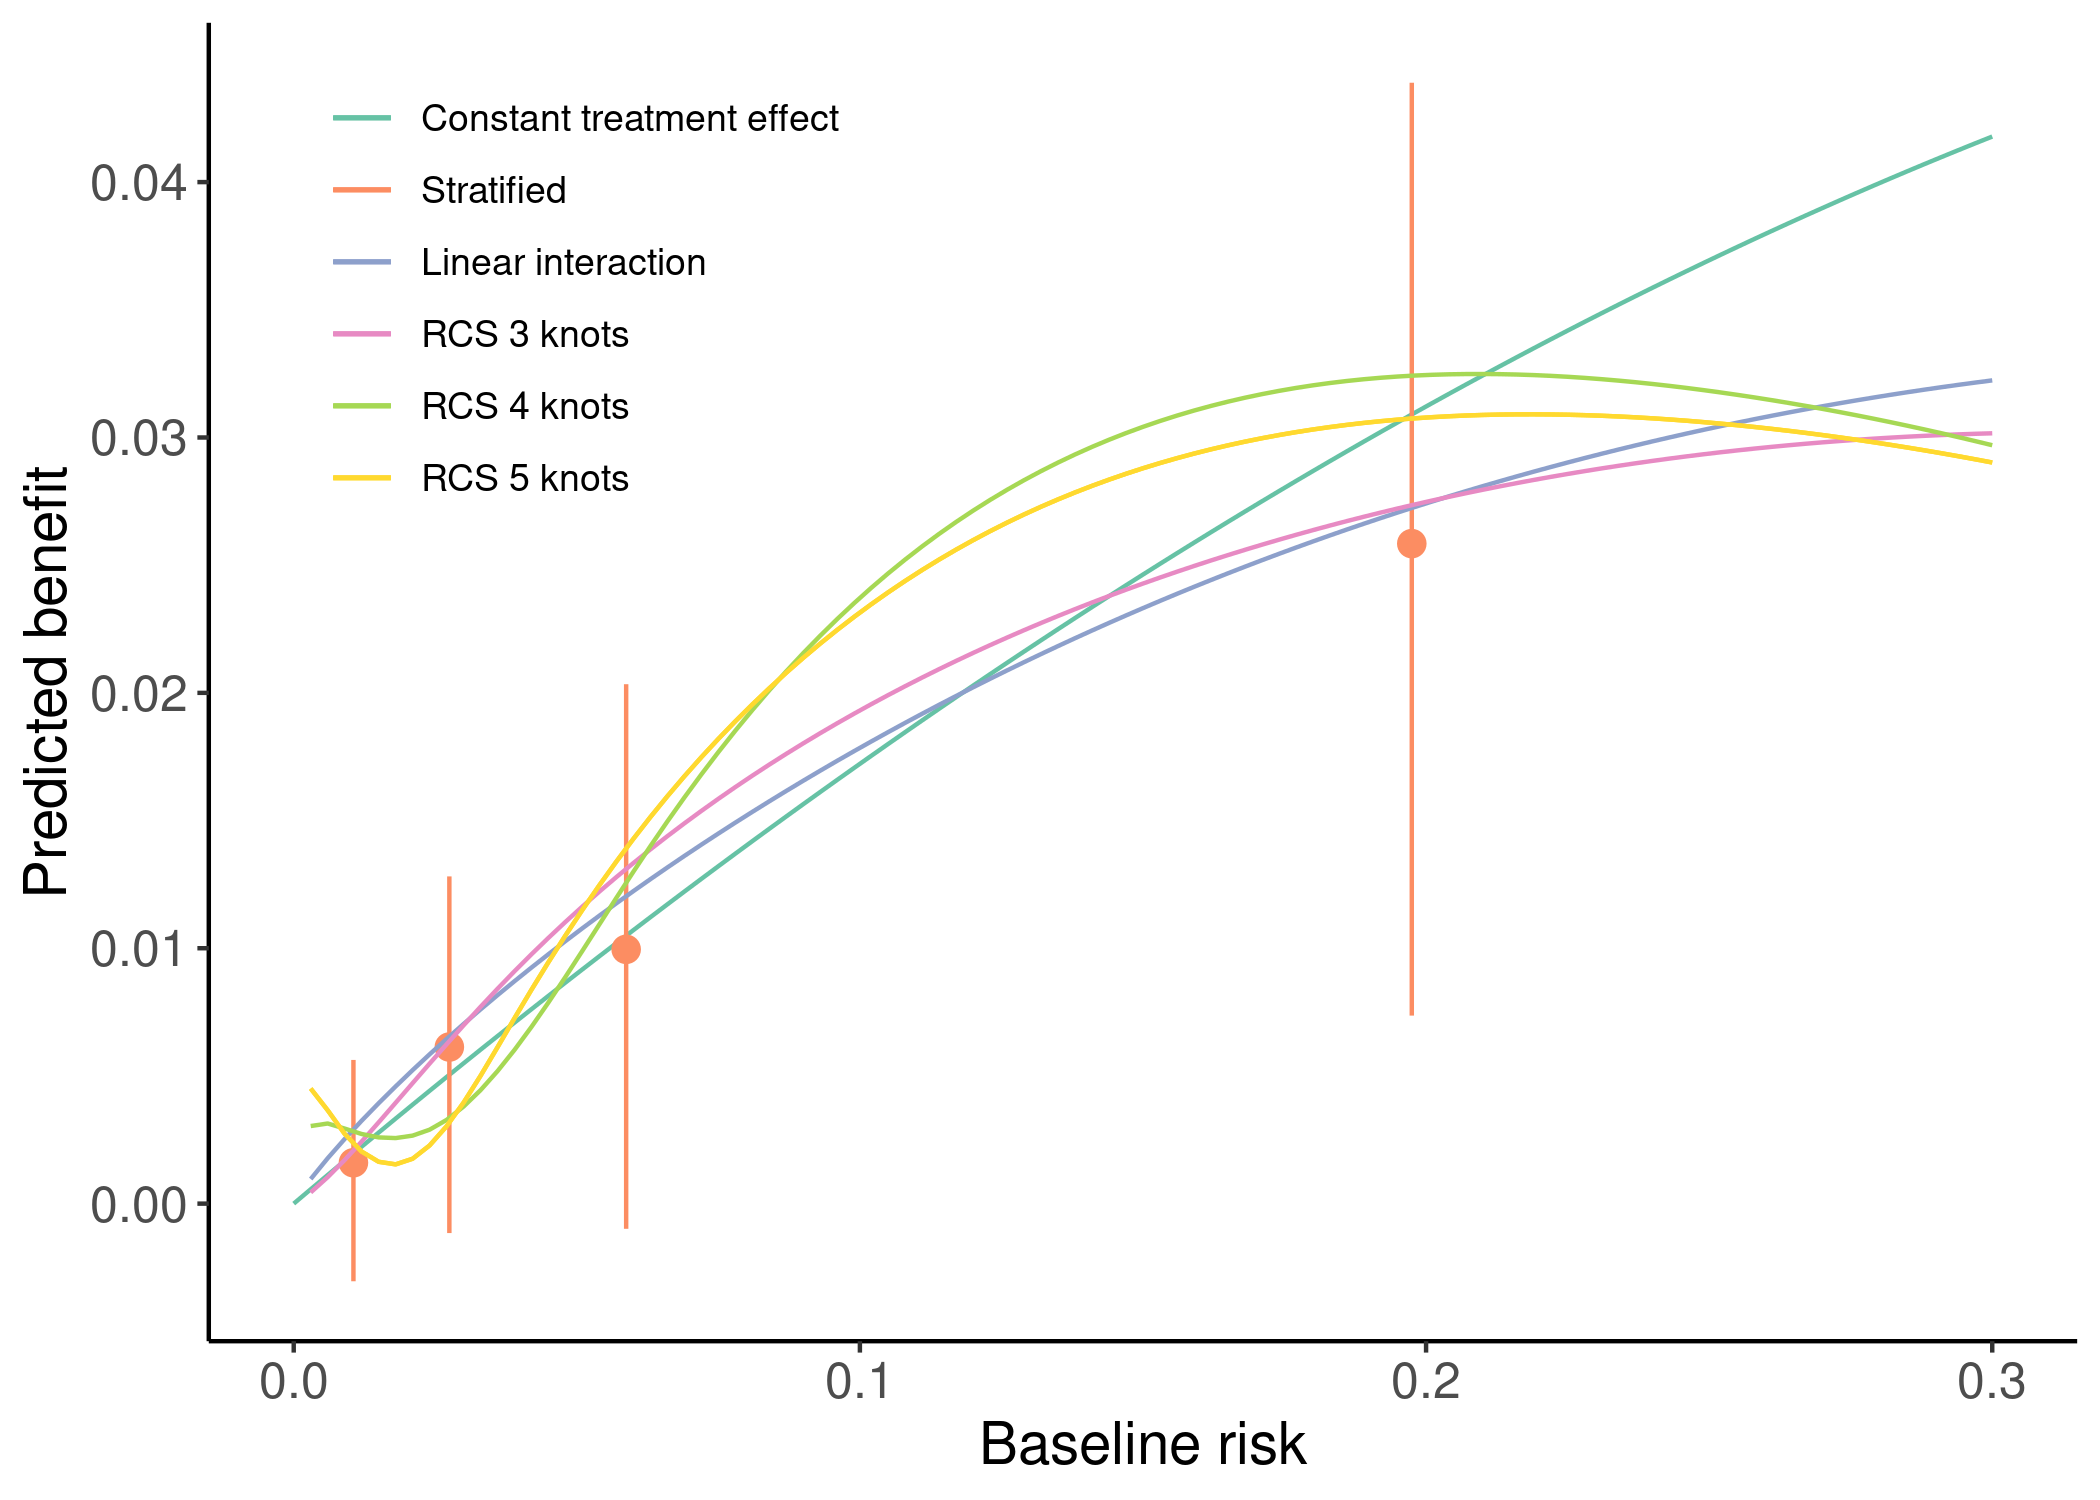 Constant treatment effect
Stratified
Linear interaction
RCS 3 knots
RCS 4 knots
RCS 5 knots
Predicted benefit
0.04
0.03
0.02
0.01
0.00
0.0 0.1 0.2 0.3
Baseline risk